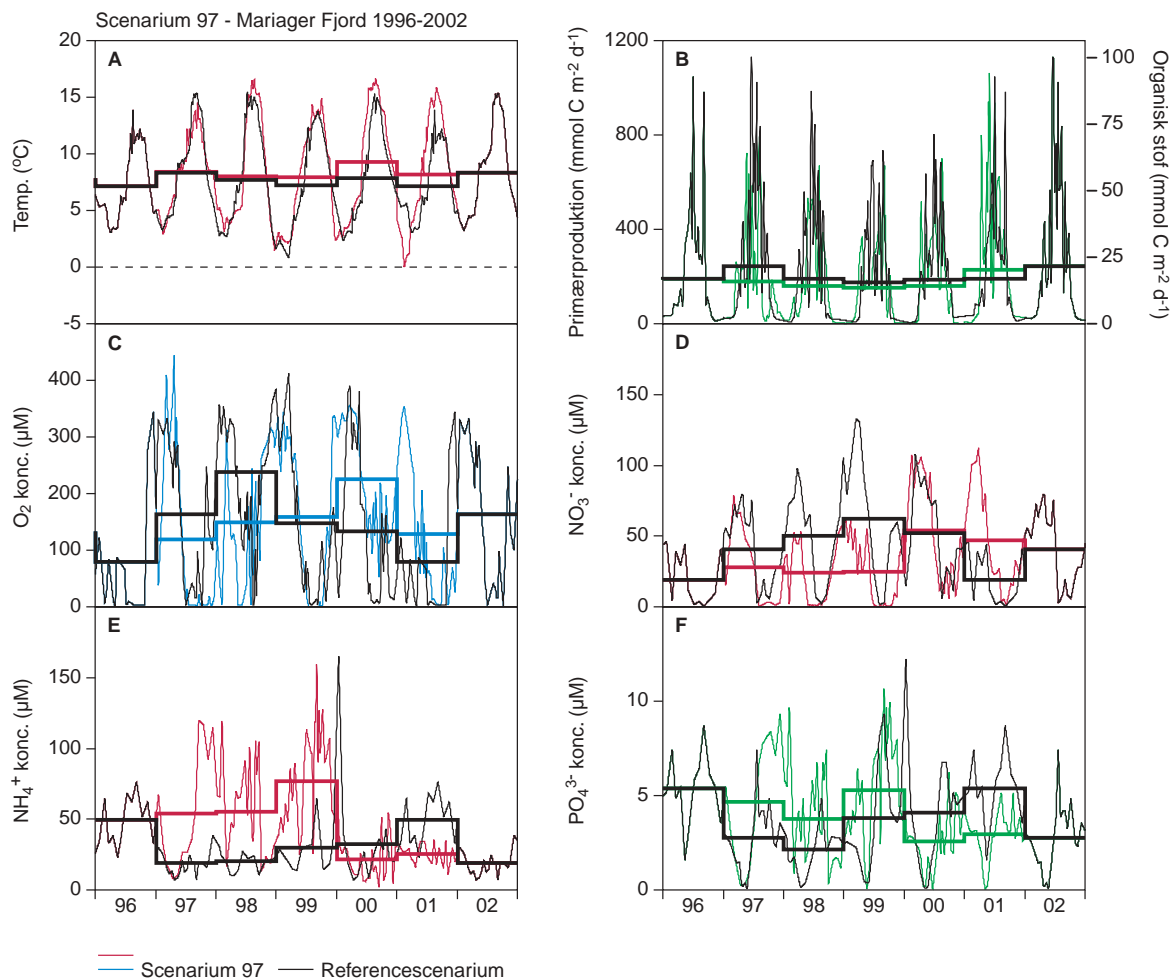 Scenarium 97 - Mariager Fjord 1996-2002
A
Temp. (ºC)
20
15
10
5
0
-5
B
Primærproduktion (mmol C m⁻² d⁻¹)
1200
900
600
300
0
Organisk stof (mmol C m⁻² d⁻¹)
100
75
50
25
0
C
O₂ konc. (µM)
400
300
200
100
0
D
NO₃⁻ konc. (µM)
150
100
50
0
E
NH₄⁺ konc. (µM)
150
100
50
0
96 97 98 99 00 01 02
F
PO₄³⁻ konc. (µM)
10
5
0
96 97 98 99 00 01 02
Scenarium 97 Referencescenarium